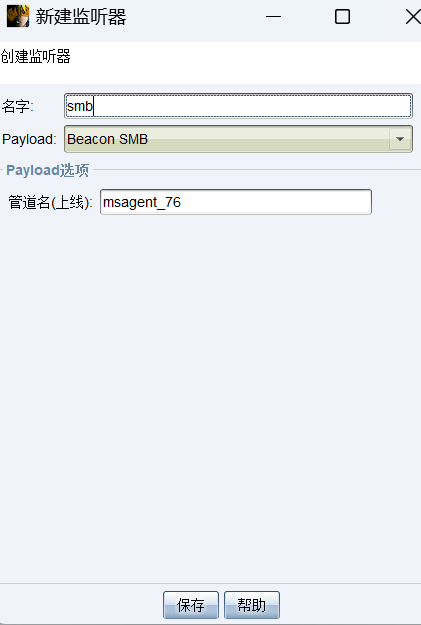 新建监听器
创建监听器
名字: smb
Payload: Beacon SMB
Payload选项
管道名(上线): msagent_76
保存 帮助